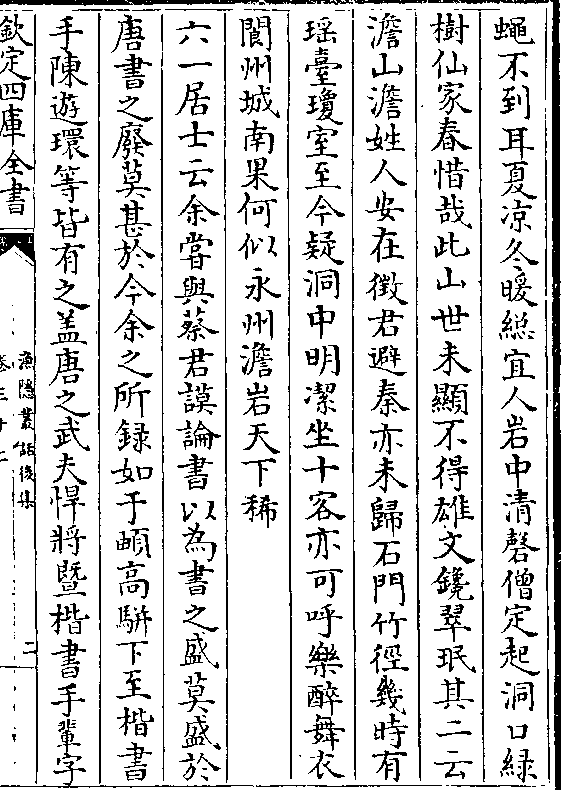 蠅不到耳夏凉冬暖緫宜人岩中清磬僧定起洞口緑
樹仙家春惜哉此山世未顯不得雄文鑱翠珉其二云
澹山澹姓人安在徵君避秦亦未歸石門竹徑幾時有
瑶臺瓊室至今疑洞中明潔坐十客亦可呼樂醉舞衣
閬州城南果何似永州澹岩天下稀
六一居士云余嘗與蔡君謨論書以為書之盛莫盛於
唐書之廢莫甚於今余之所録如于頔高駢下至楷書
手陳遊環等皆有之盖唐之武夫悍將暨楷書手輩字
欽定四庫全書
漁隱叢話後集
二